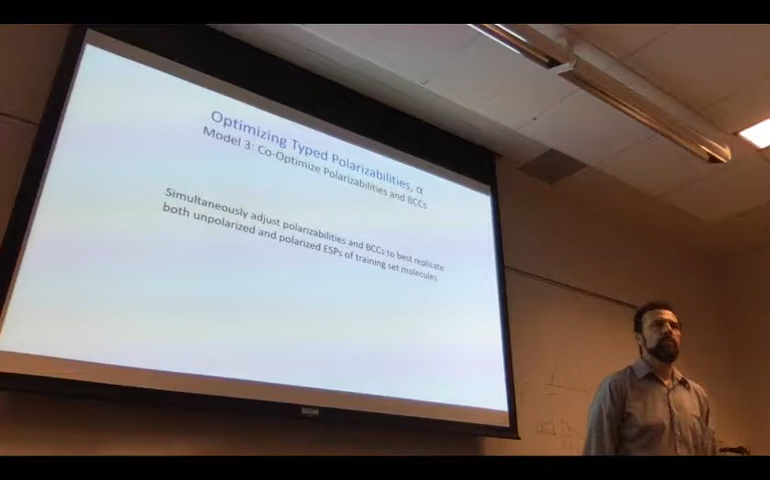 Optimizing Typed Polarizabilities, α
Model 3: Co-Optimize Polarizabilities and BCCs
Simultaneously adjust polarizabilities and BCCs to best replicate
both unpolarized and polarized ESPs of training set molecules